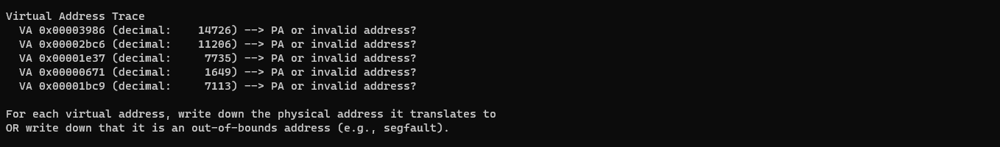 Virtual Address Trace
  VA 0x00003986 (decimal:    14726) --> PA or invalid address?
  VA 0x00002bc6 (decimal:    11206) --> PA or invalid address?
  VA 0x00001e37 (decimal:     7735) --> PA or invalid address?
  VA 0x00000671 (decimal:     1649) --> PA or invalid address?
  VA 0x00001bc9 (decimal:     7113) --> PA or invalid address?
For each virtual address, write down the physical address it translates to
OR write down that it is an out-of-bounds address (e.g., segfault).